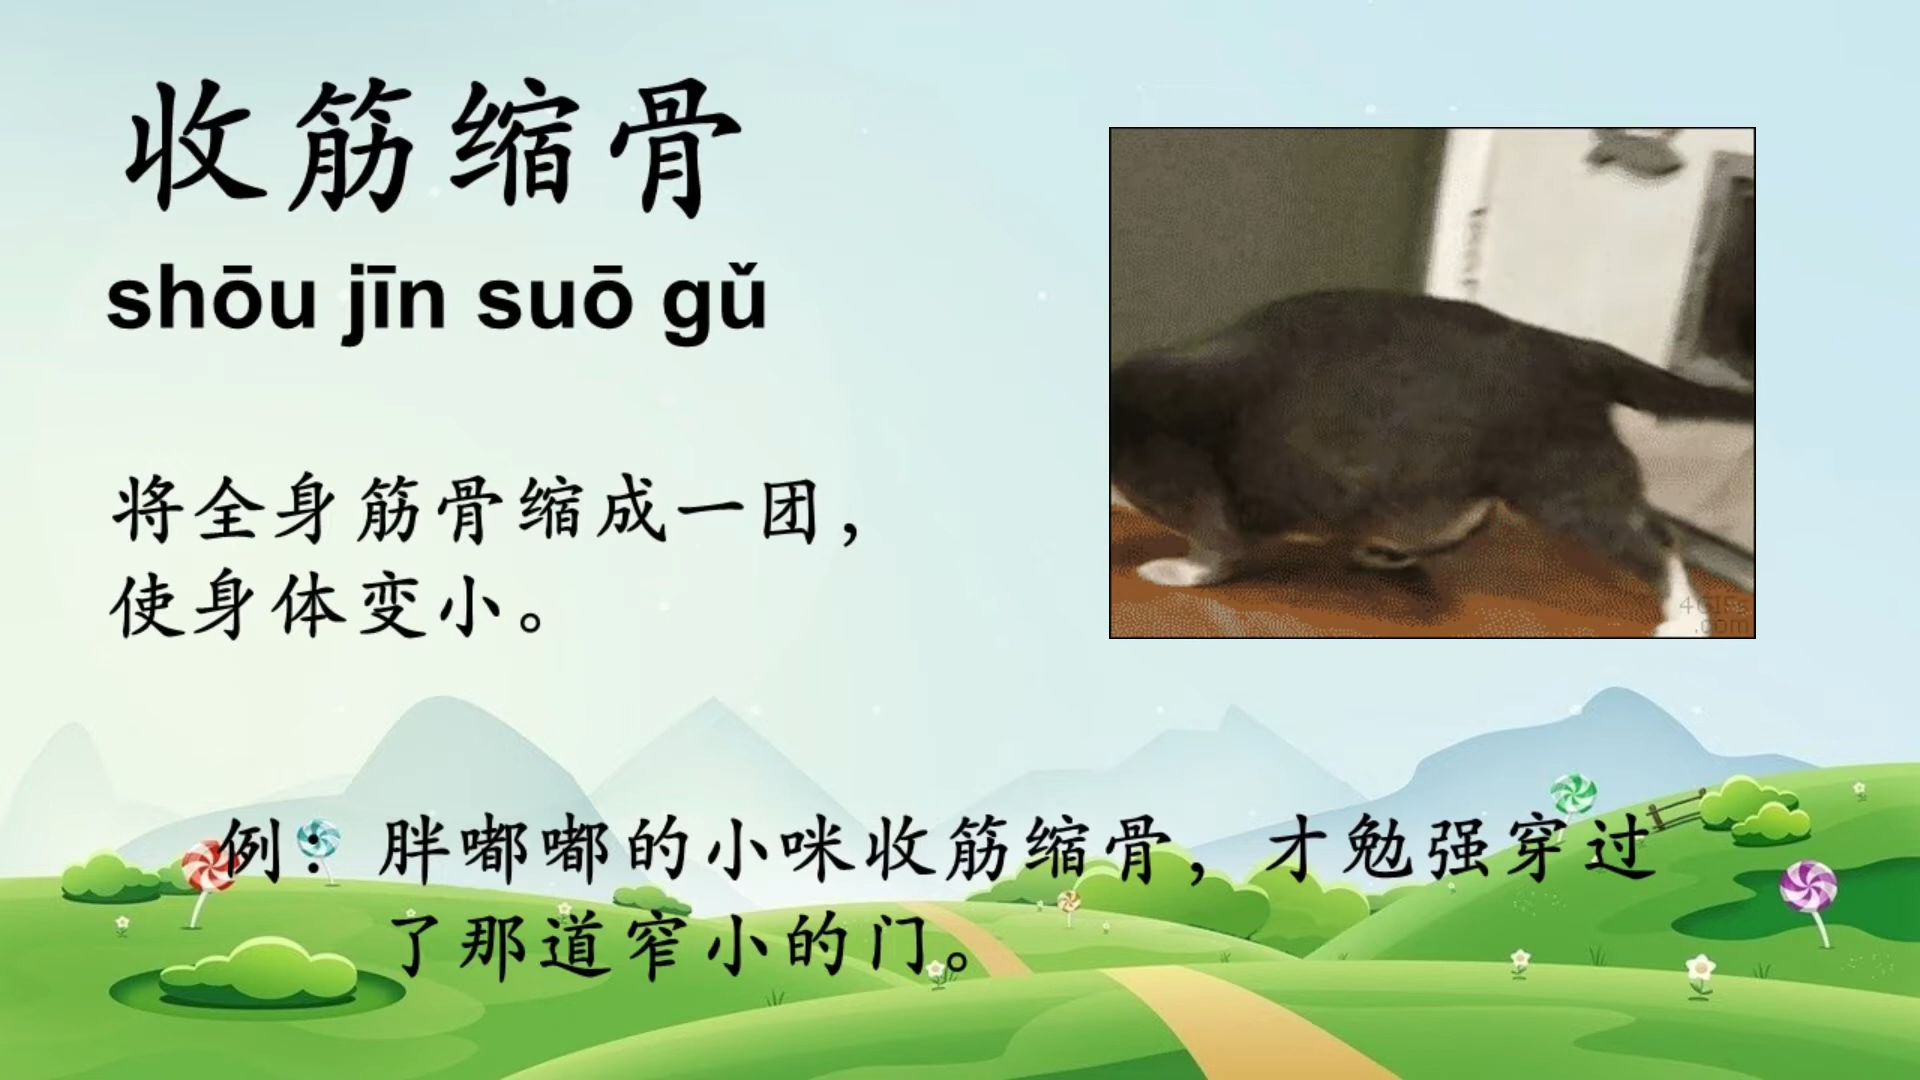 收筋缩骨
shōu jīn suō gǔ
将全身筋骨缩成一团，
使身体变小。
4GIFs
.com
例：胖嘟嘟的小咪收筋缩骨，才勉强穿过
了那道窄小的门。